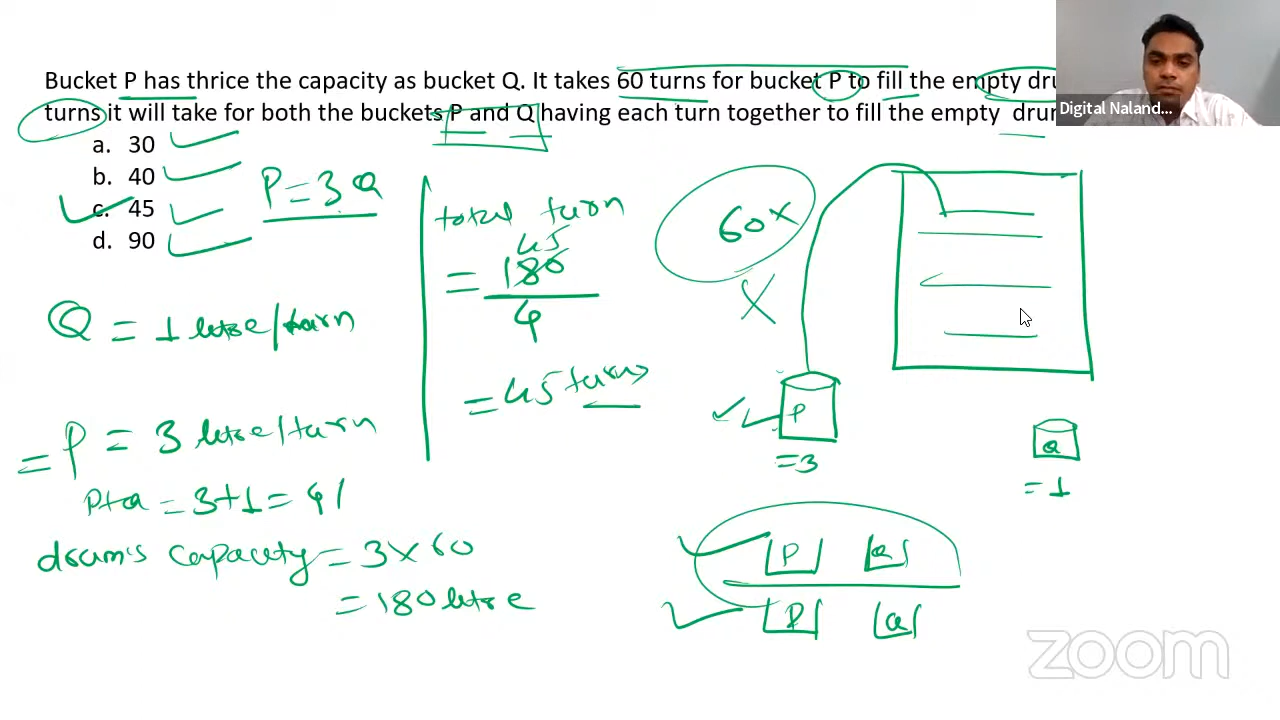 Bucket P has thrice the capacity as bucket Q. It takes 60 turns for bucket P to fill the empty dru
turns it will take for both the buckets P and Q having each turn together to fill the empty drur
Digital Naland...
a. 30
b. 40
c. 45
d. 90
P = 3 Q
total turn
45
= 180
4
= 45 turns
60x
X
Q = 1 litre/turn
= P = 3 litre/turn
P+Q = 3+1 = 4 l
drum's capacity = 3 x 60
= 180 litre
P
= 3
Q
= 1
P Q
P Q
zoom